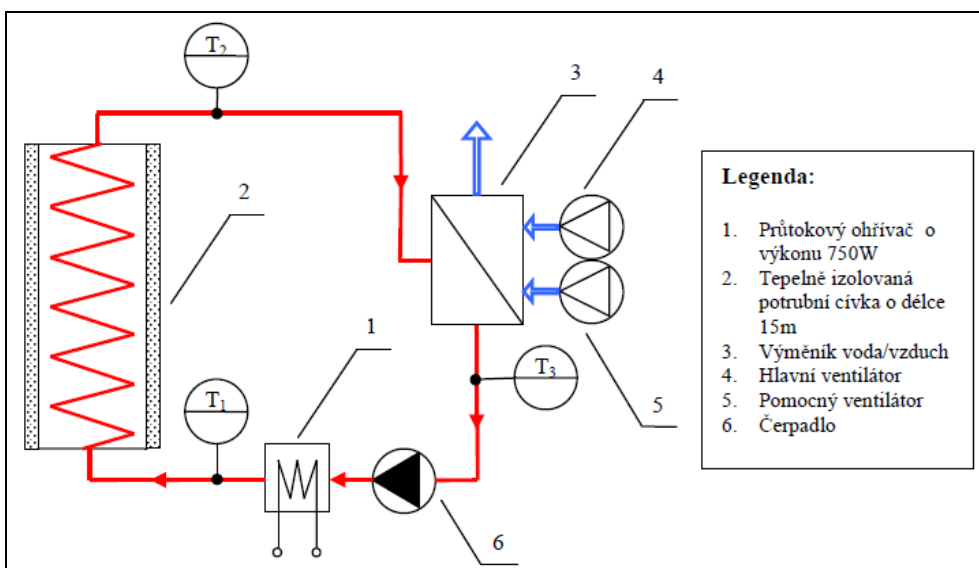 T2
3
4
2
1
T3
T1
5
6
Legenda:
1. Průtokový ohřívač o
výkonu 750W
2. Tepelně izolovaná
potrubní cívka o délce
15m
3. Výměník voda/vzduch
4. Hlavní ventilátor
5. Pomocný ventilátor
6. Čerpadlo